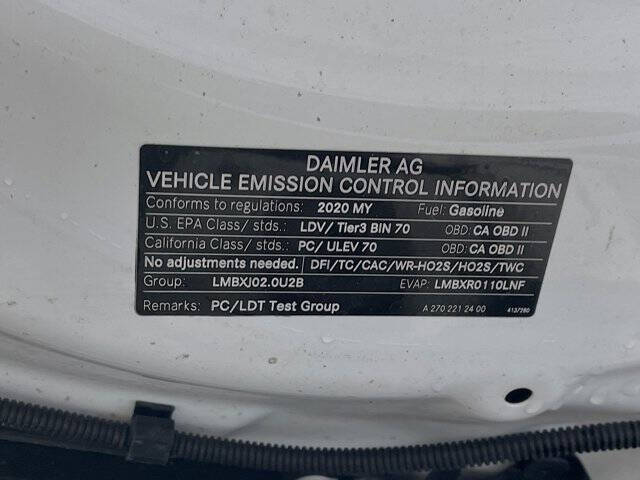 DAIMLER AG
VEHICLE EMISSION CONTROL INFORMATION
Conforms to regulations: 2020 MY Fuel: Gasoline
U.S. EPA Class/ stds.: LDV/ Tier3 BIN 70 OBD: CA OBD II
California Class/ stds.: PC/ ULEV 70 OBD: CA OBD II
No adjustments needed. DFI/TC/CAC/WR-HO2S/HO2S/TWC
Group: LMBXJ02.0U2B EVAP: LMBXR0110LNF
Remarks: PC/LDT Test Group A 270 221 24 00 4137280